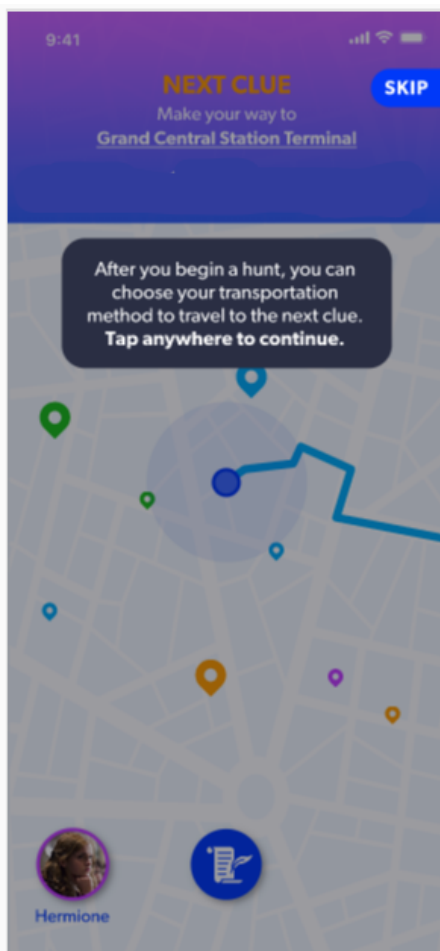 9:41
NEXT CLUE
SKIP
Make your way to
Grand Central Station Terminal
After you begin a hunt, you can
choose your transportation
method to travel to the next clue.
Tap anywhere to continue.
Hermione